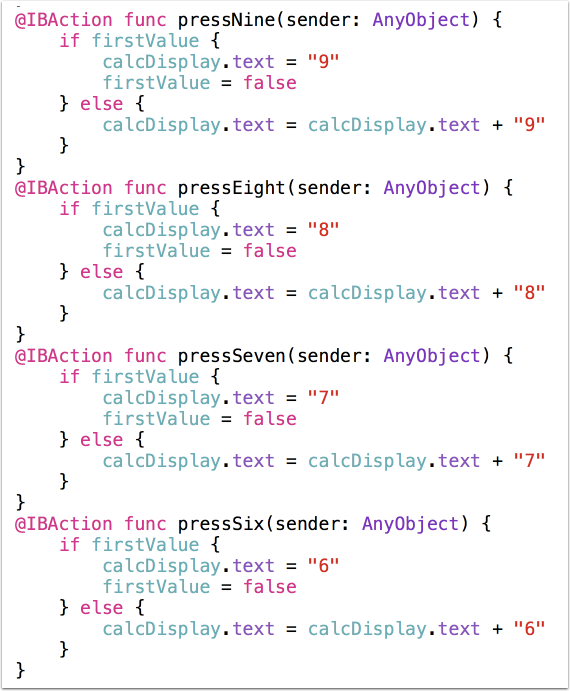 @IBAction func pressNine(sender: AnyObject) {
    if firstValue {
        calcDisplay.text = "9"
        firstValue = false
    } else {
        calcDisplay.text = calcDisplay.text + "9"
    }
}
@IBAction func pressEight(sender: AnyObject) {
    if firstValue {
        calcDisplay.text = "8"
        firstValue = false
    } else {
        calcDisplay.text = calcDisplay.text + "8"
    }
}
@IBAction func pressSeven(sender: AnyObject) {
    if firstValue {
        calcDisplay.text = "7"
        firstValue = false
    } else {
        calcDisplay.text = calcDisplay.text + "7"
    }
}
@IBAction func pressSix(sender: AnyObject) {
    if firstValue {
        calcDisplay.text = "6"
        firstValue = false
    } else {
        calcDisplay.text = calcDisplay.text + "6"
    }
}